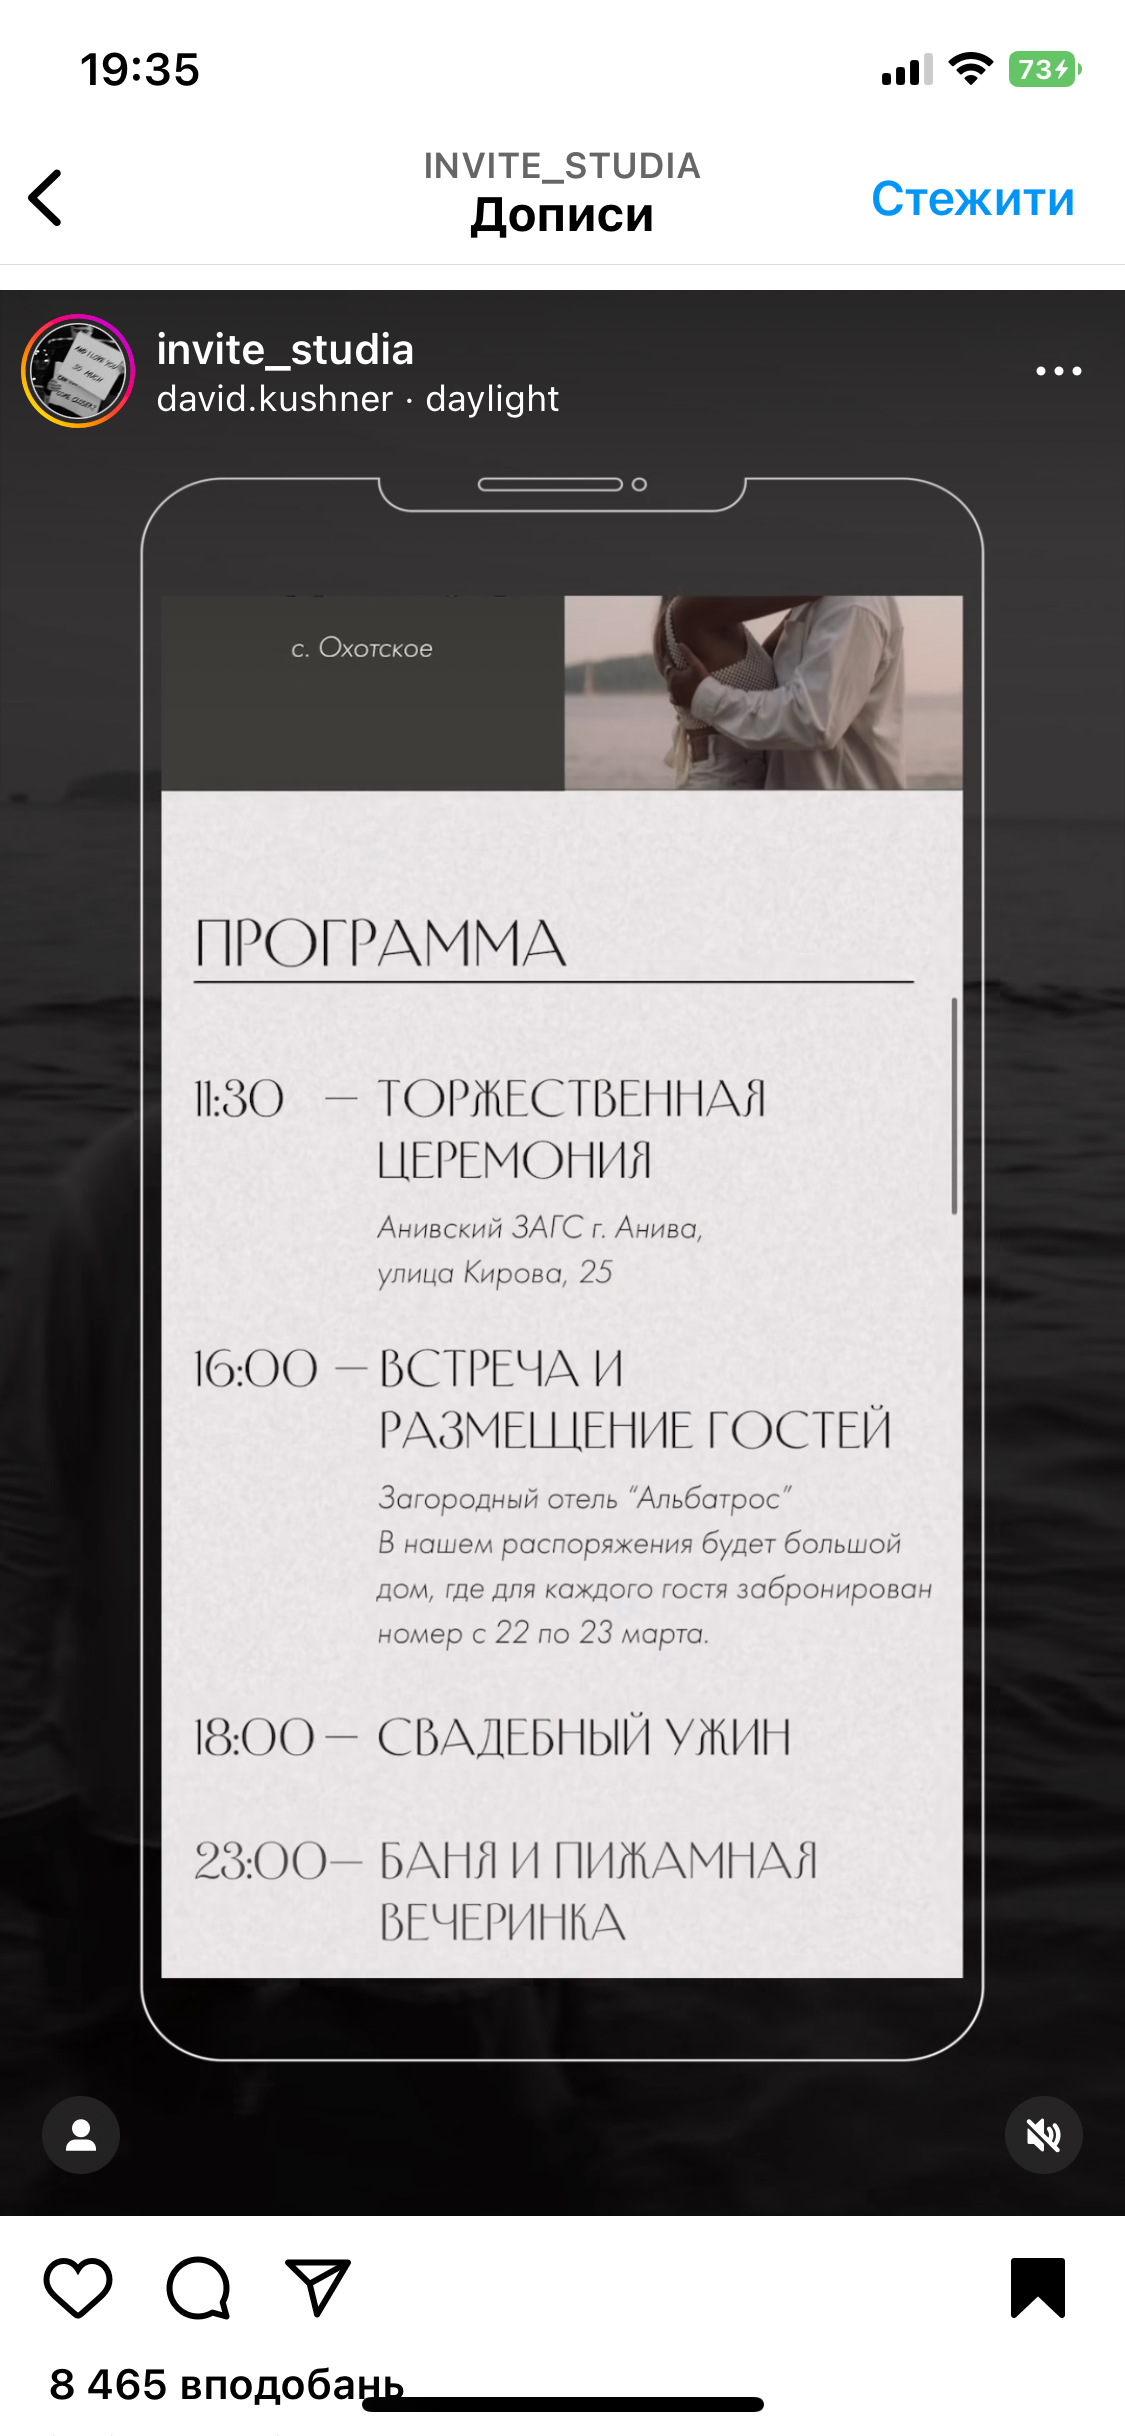 19:35
73
INVITE_STUDIA
Дописи
Стежити
invite_studia
david.kushner · daylight
с. Охотское
ПРОГРАММА
11:30 — ТОРЖЕСТВЕННАЯ
ЦЕРЕМОНИЯ
Анивский ЗАГС г. Анива,
улица Кирова, 25
16:00 — ВСТРЕЧА И
РАЗМЕЩЕНИЕ ГОСТЕЙ
Загородный отель “Альбатрос”
В нашем распоряжения будет большой
дом, где для каждого гостя забронирован
номер с 22 по 23 марта.
18:00 — СВАДЕБНЫЙ УЖИН
23:00 — БАНЯ И ПИЖАМНАЯ
ВЕЧЕРИНКА
8 465 вподобань